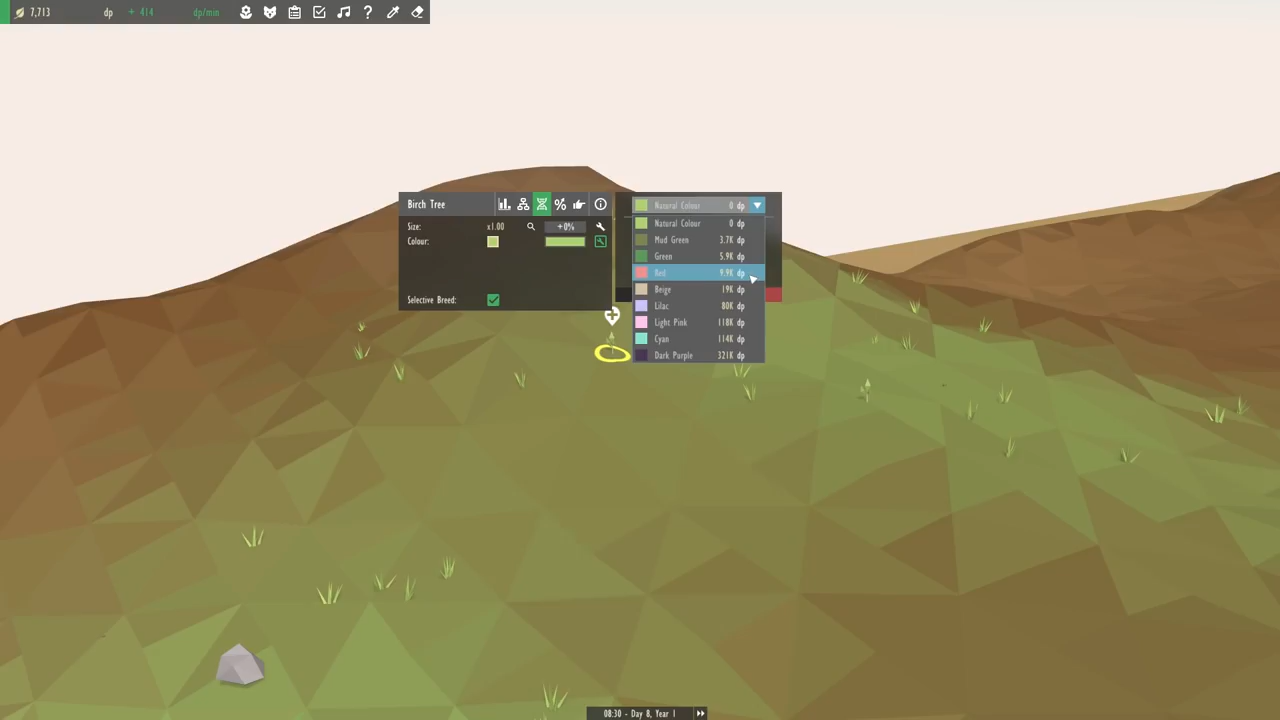 7,713 dp + 414 dp/min
Birch Tree
Size: x1.00 +0%
Colour:
Selective Breed:
Natural Colour 0 dp
Natural Colour 0 dp
Mud Green 3.7K dp
Green 5.9K dp
Red 9.9K dp
Beige 19K dp
Lilac 80K dp
Light Pink 118K dp
Cyan 114K dp
Dark Purple 321K dp
08:30 - Day 8, Year 1